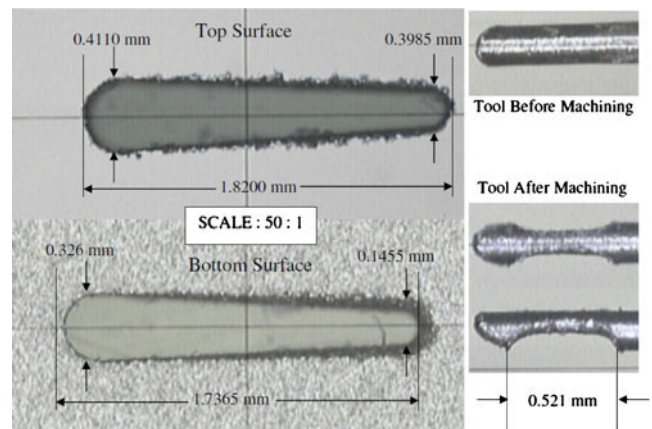 0.4110 mm
Top Surface
0.3985 mm
1.8200 mm
SCALE : 50 : 1
0.326 mm
Bottom Surface
0.1455 mm
1.7365 mm
Tool Before Machining
Tool After Machining
0.521 mm